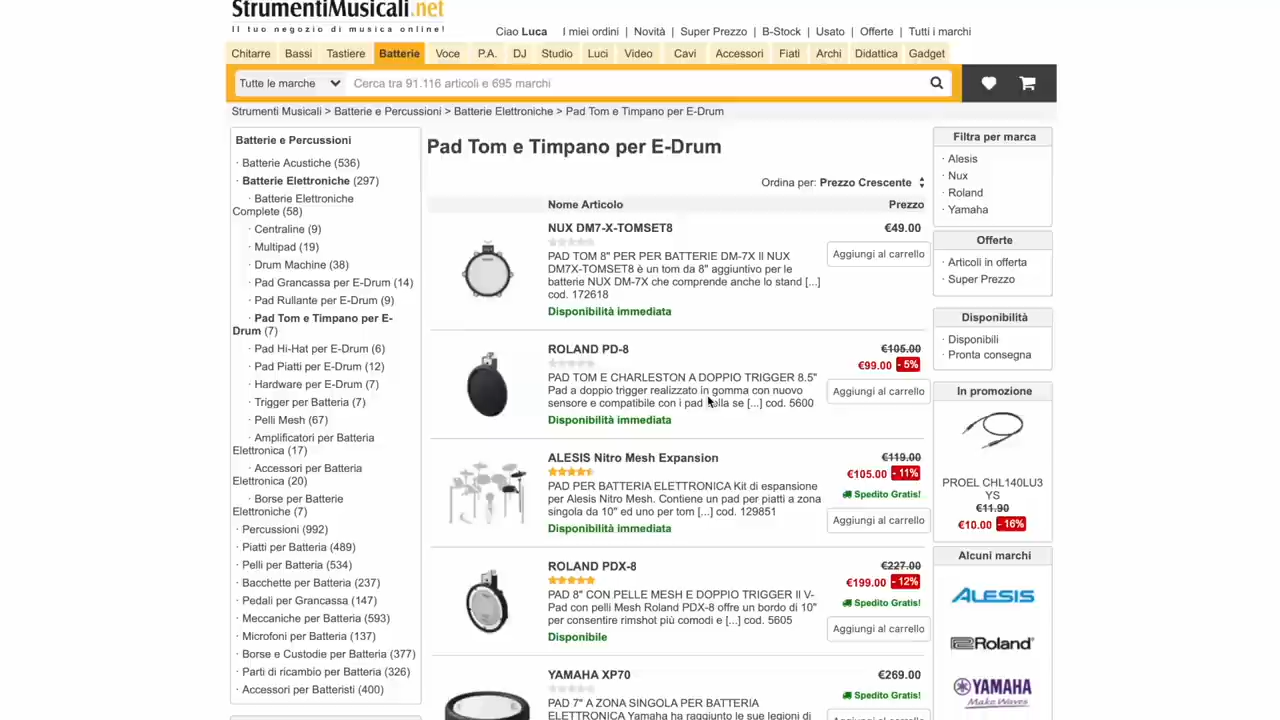 StrumentiMusicali.net
Il tuo negozio di musica online!
Ciao Luca
I miei ordini | Novità | Super Prezzo | B-Stock | Usato | Offerte | Tutti i marchi
Chitarre Bassi Tastiere Batterie Voce P.A. DJ Studio Luci Video Cavi Accessori Fiati Archi Didattica Gadget
Tutte le marche
Cerca tra 91.116 articoli e 695 marchi
Strumenti Musicali > Batterie e Percussioni > Batterie Elettroniche > Pad Tom e Timpano per E-Drum
Batterie e Percussioni
· Batterie Acustiche (536)
· Batterie Elettroniche (297)
· Batterie Elettroniche
Complete (58)
· Centraline (9)
· Multipad (19)
· Drum Machine (38)
· Pad Grancassa per E-Drum (14)
· Pad Rullante per E-Drum (9)
· Pad Tom e Timpano per E-
Drum (7)
· Pad Hi-Hat per E-Drum (6)
· Pad Piatti per E-Drum (12)
· Hardware per E-Drum (7)
· Trigger per Batteria (7)
· Pelli Mesh (67)
· Amplificatori per Batteria
Elettronica (17)
· Accessori per Batteria
Elettronica (20)
· Borse per Batterie
Elettroniche (7)
· Percussioni (992)
· Piatti per Batteria (489)
· Pelli per Batteria (534)
· Bacchette per Batteria (237)
· Pedali per Grancassa (147)
· Meccaniche per Batteria (593)
· Microfoni per Batteria (137)
· Borse e Custodie per Batteria (377)
· Parti di ricambio per Batteria (326)
· Accessori per Batteristi (400)
Pad Tom e Timpano per E-Drum
Ordina per: Prezzo Crescente
Nome Articolo Prezzo
NUX DM7-X-TOMSET8
€49.00
PAD TOM 8" PER PER BATTERIE DM-7X Il NUX
DM7X-TOMSET8 è un tom da 8" aggiuntivo per le
batterie NUX DM-7X che comprende anche lo stand [...]
cod. 172618
Aggiungi al carrello
Disponibilità immediata
ROLAND PD-8
€105.00
€99.00 - 5%
PAD TOM E CHARLESTON A DOPPIO TRIGGER 8.5"
Pad a doppio trigger realizzato in gomma con nuovo
sensore e compatibile con i pad della se [...] cod. 5600
Aggiungi al carrello
Disponibilità immediata
ALESIS Nitro Mesh Expansion
€119.00
€105.00 - 11%
PAD PER BATTERIA ELETTRONICA Kit di espansione
per Alesis Nitro Mesh. Contiene un pad per piatti a zona
singola da 10" ed uno per tom [...] cod. 129851
Spedito Gratis!
Aggiungi al carrello
Disponibilità immediata
ROLAND PDX-8
€227.00
€199.00 - 12%
PAD 8" CON PELLE MESH E DOPPIO TRIGGER Il V-
Pad con pelli Mesh Roland PDX-8 offre un bordo di 10"
per consentire rimshot più comodi e [...] cod. 5605
Spedito Gratis!
Aggiungi al carrello
Disponibile
YAMAHA XP70
€269.00
Spedito Gratis!
PAD 7" A ZONA SINGOLA PER BATTERIA
ELETTRONICA Yamaha ha raggiunto le sue legioni di
Filtra per marca
· Alesis
· Nux
· Roland
· Yamaha
Offerte
· Articoli in offerta
· Super Prezzo
Disponibilità
· Disponibili
· Pronta consegna
In promozione
PROEL CHL140LU3
YS
€11.90
€10.00 - 16%
Alcuni marchi
ALESIS
Roland
YAMAHA
Make Waves